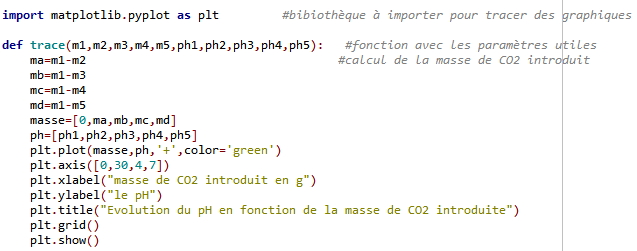 import matplotlib.pyplot as plt #bibiothèque à importer pour tracer des graphiques
def trace(m1,m2,m3,m4,m5,ph1,ph2,ph3,ph4,ph5): #fonction avec les paramètres utiles
ma=m1-m2 #calcul de la masse de CO2 introduit
mb=m1-m3
mc=m1-m4
md=m1-m5
masse=[0,ma,mb,mc,md]
ph=[ph1,ph2,ph3,ph4,ph5]
plt.plot(masse,ph,'+',color='green')
plt.axis([0,30,4,7])
plt.xlabel("masse de CO2 introduit en g")
plt.ylabel("le pH")
plt.title("Evolution du pH en fonction de la masse de CO2 introduite")
plt.grid()
plt.show()